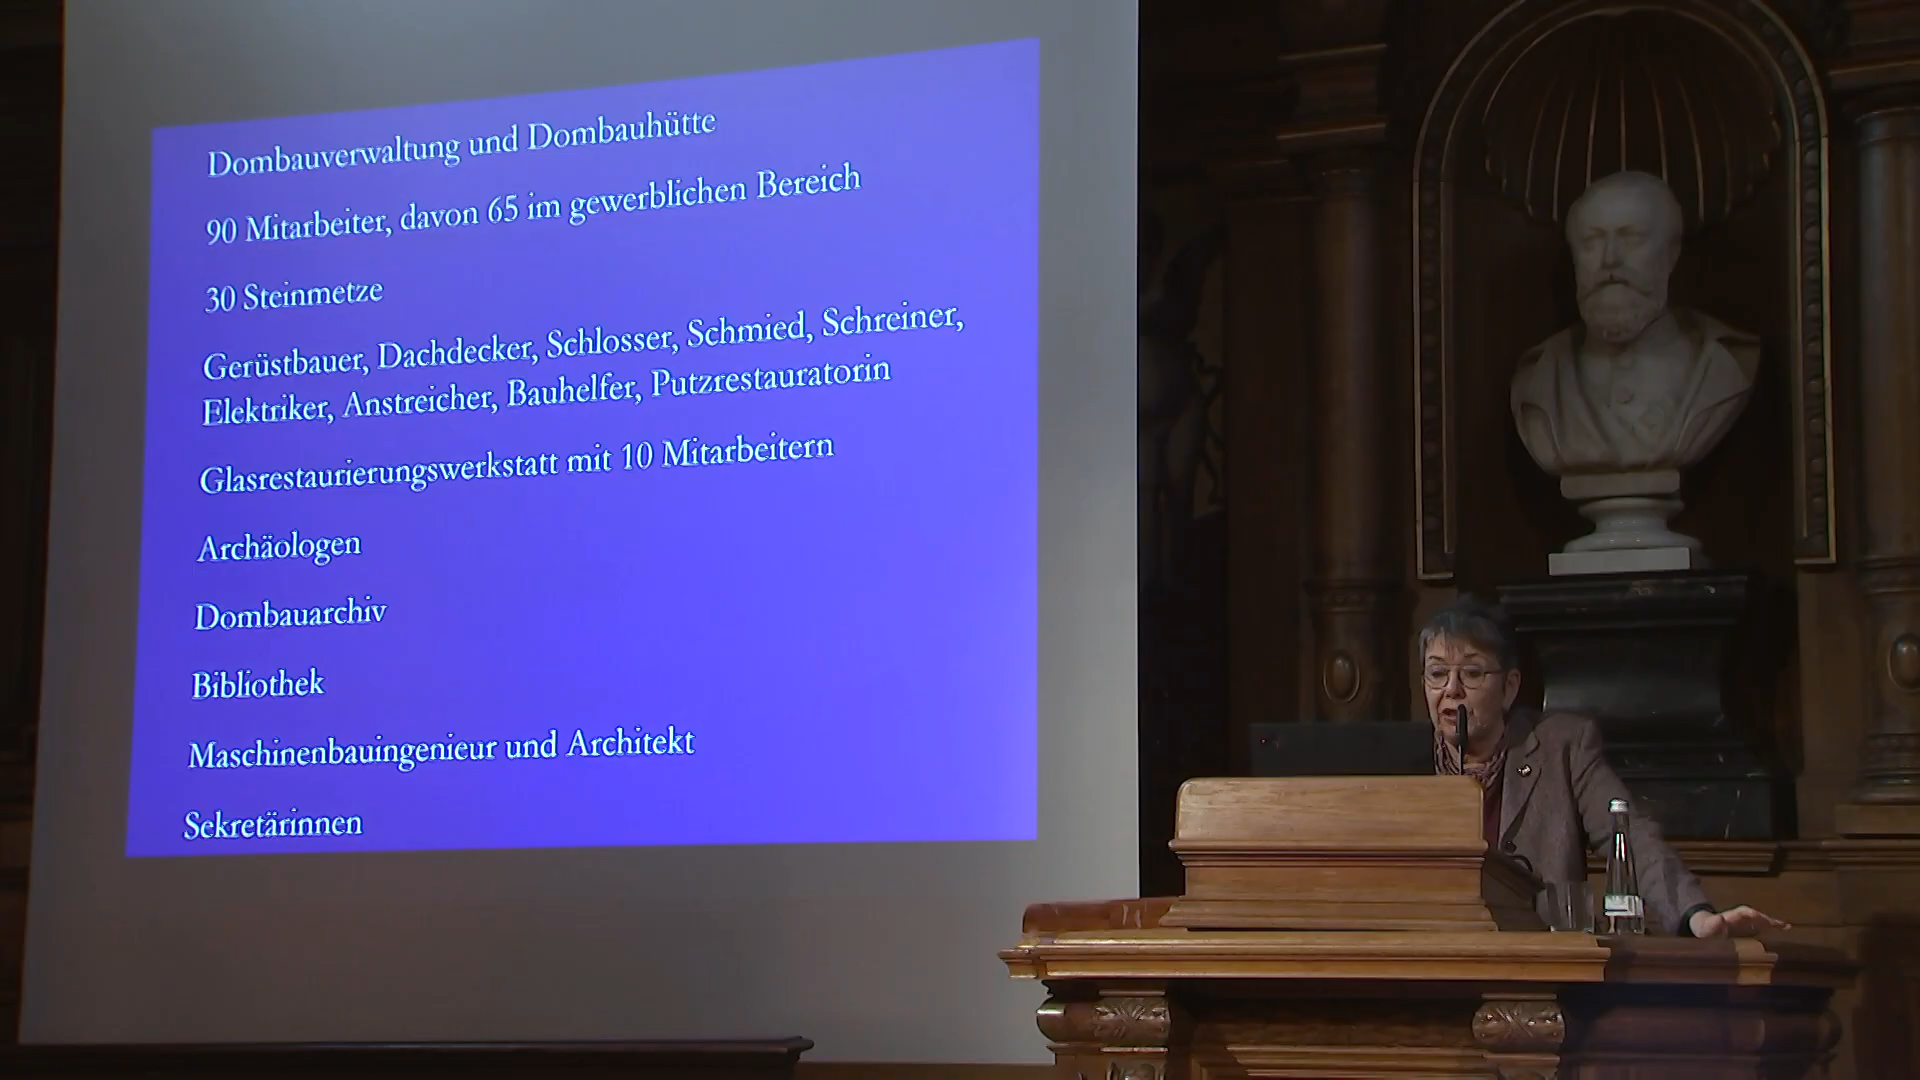 Dombauverwaltung und Dombauhütte
90 Mitarbeiter, davon 65 im gewerblichen Bereich
30 Steinmetze
Gerüstbauer, Dachdecker, Schlosser, Schmied, Schreiner,
Elektriker, Anstreicher, Bauhelfer, Putzrestauratorin
Glasrestaurierungswerkstatt mit 10 Mitarbeitern
Archäologen
Dombauarchiv
Bibliothek
Maschinenbauingenieur und Architekt
Sekretärinnen